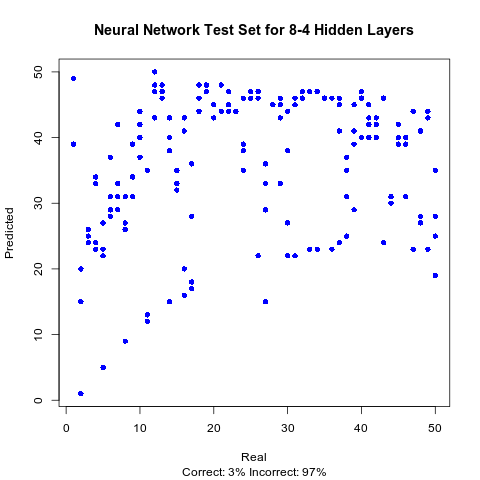 Neural Network Test Set for 8-4 Hidden Layers
50
40
30
20
10
0
Predicted
0 10 20 30 40 50
Real
Correct: 3% Incorrect: 97%